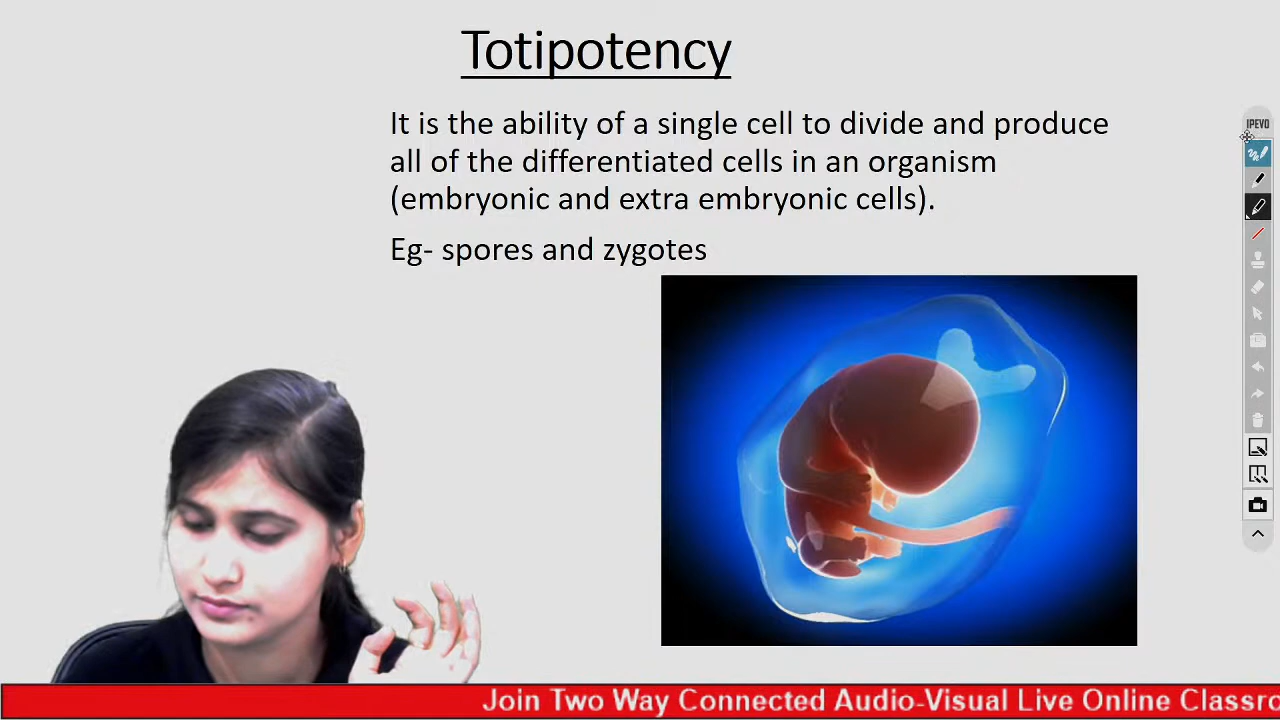 Totipotency
It is the ability of a single cell to divide and produce
all of the differentiated cells in an organism
(embryonic and extra embryonic cells).
Eg- spores and zygotes
IPEVO
Join Two Way Connected Audio-Visual Live Online Classro